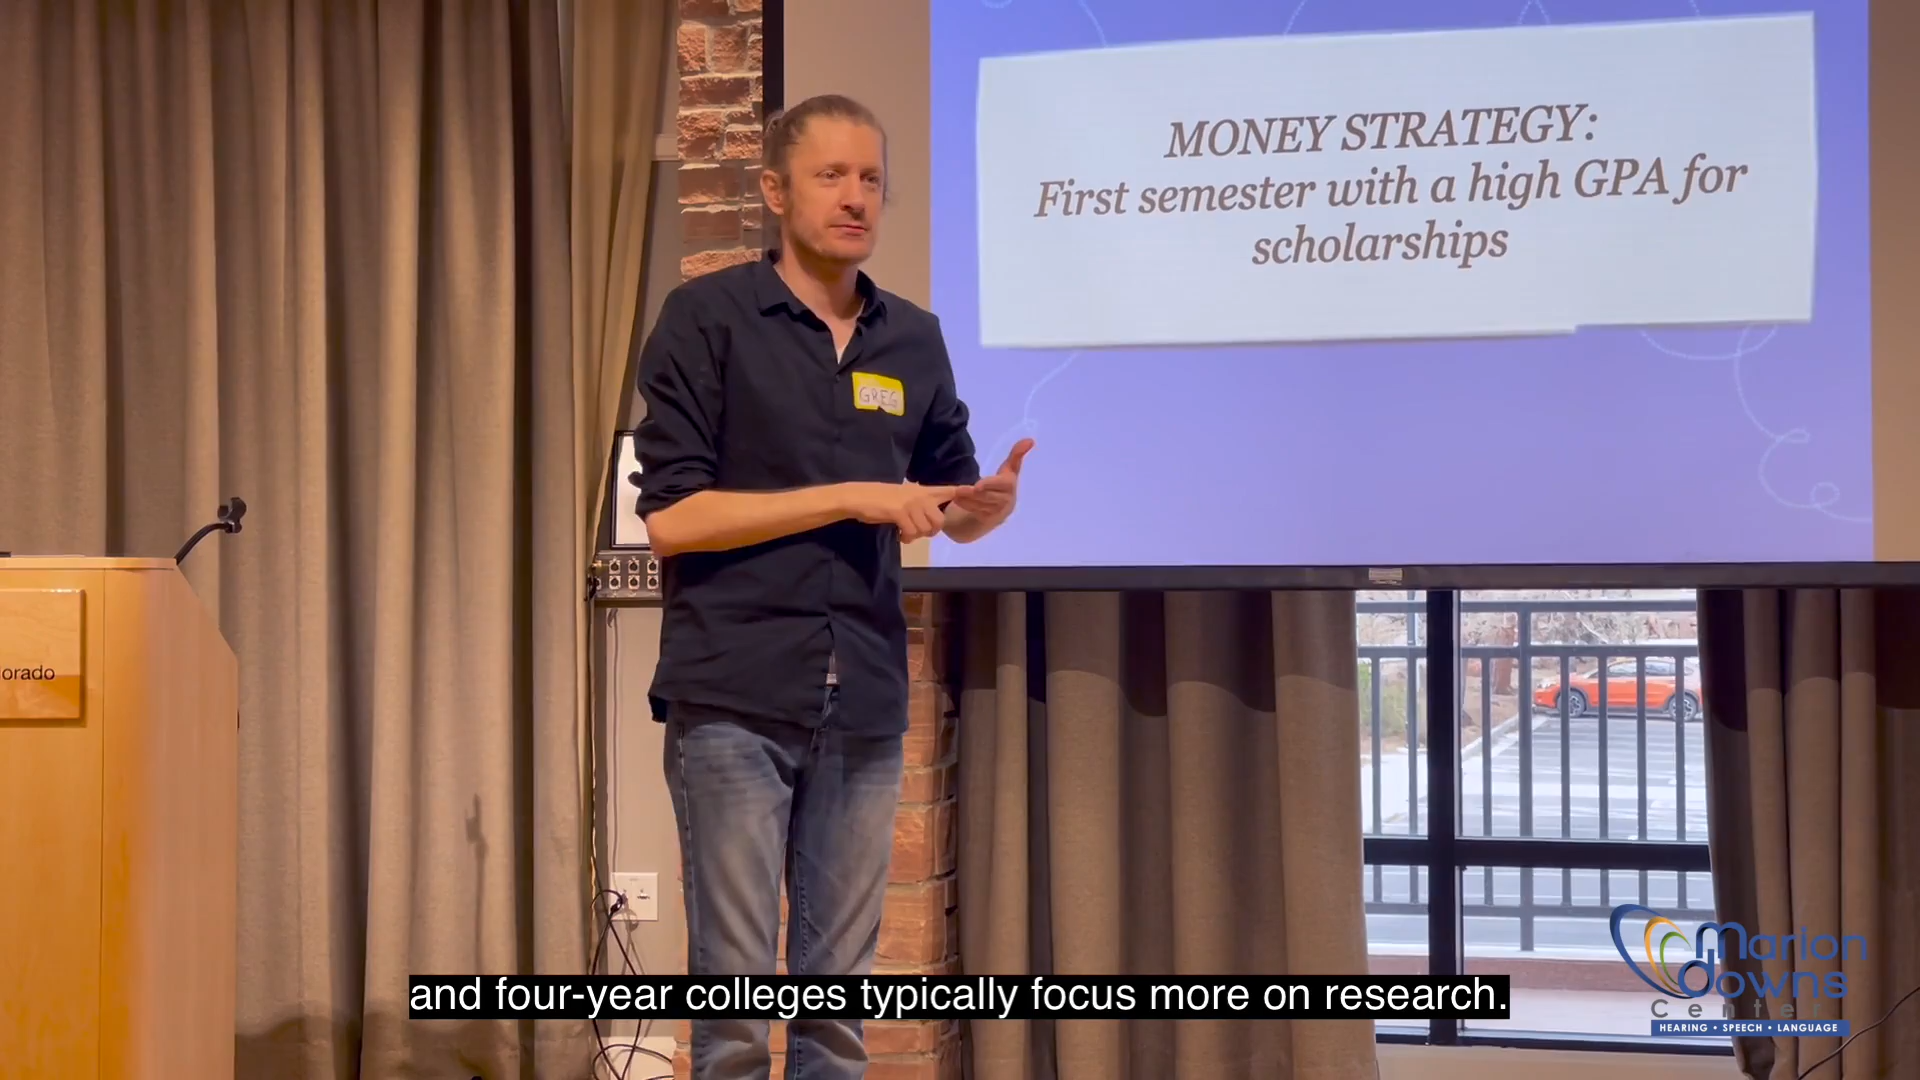 MONEY STRATEGY:
First semester with a high GPA for
scholarships
GREG
lorado
and four-year colleges typically focus more on research.
Marion
downs
Center
HEARING • SPEECH • LANGUAGE